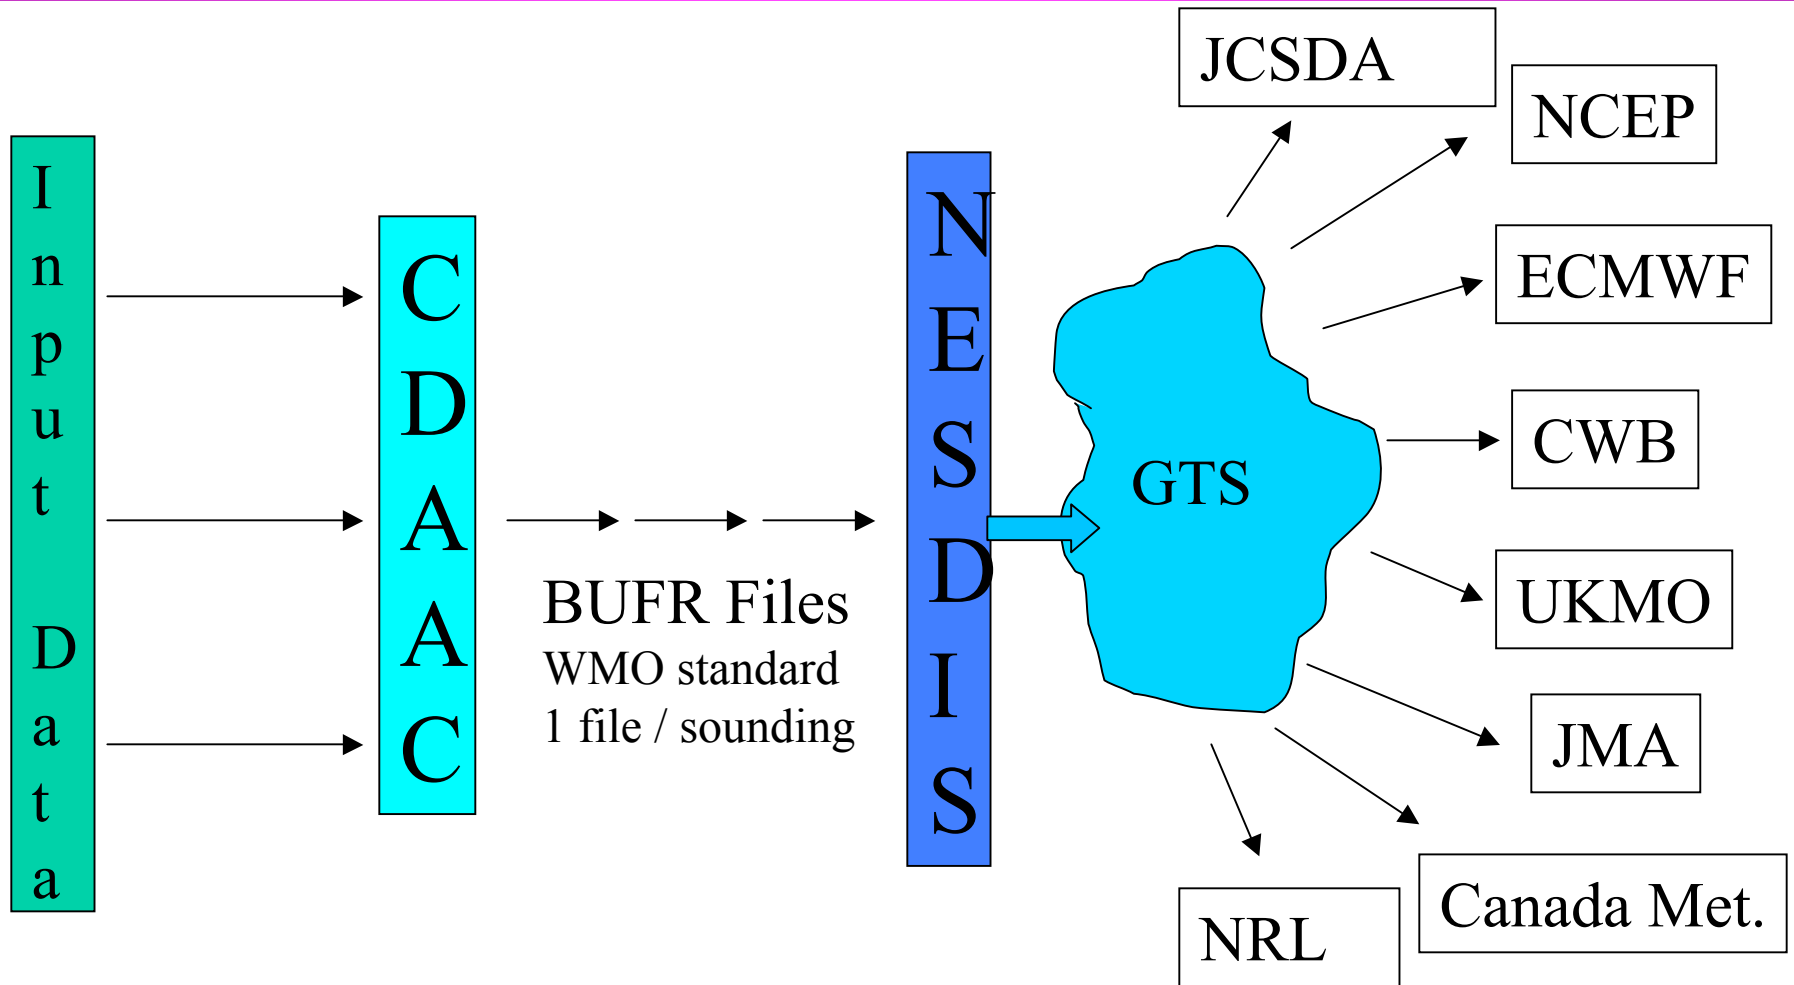 Input Data
CDAAC
BUFR Files
WMO standard
1 file / sounding
NESDIS
GTS
JCSDA
NCEP
ECMWF
CWB
UKMO
JMA
Canada Met.
NRL